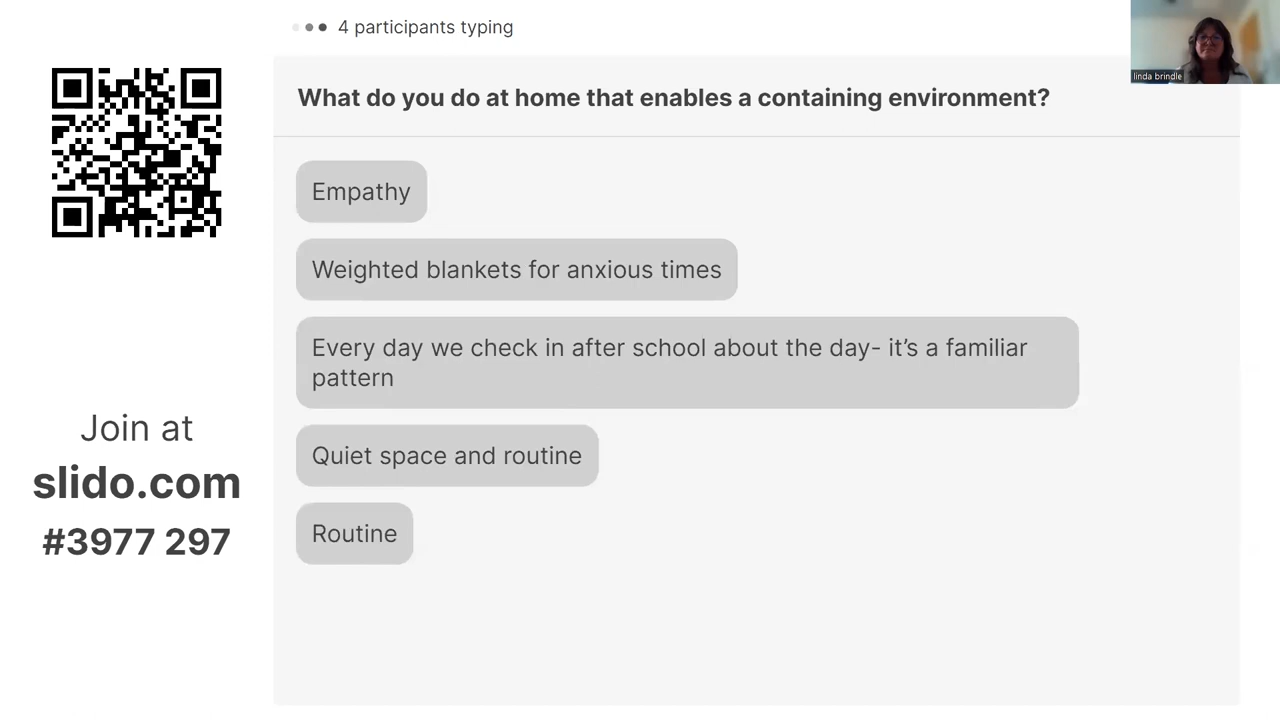 4 participants typing
linda brindle
What do you do at home that enables a containing environment?
Empathy
Weighted blankets for anxious times
Every day we check in after school about the day- it’s a familiar
pattern
Quiet space and routine
Routine
Join at
slido.com
#3977 297